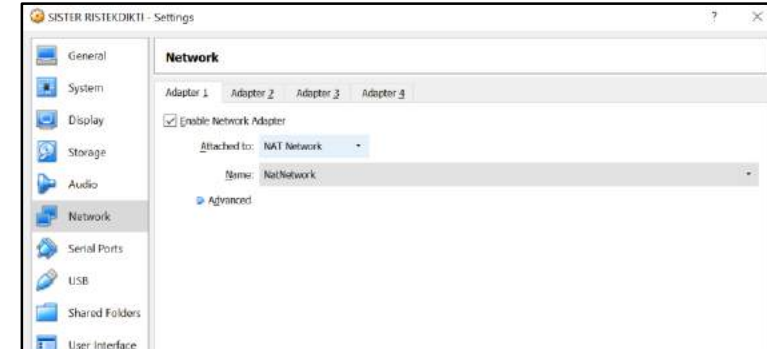 SISTER RISTEKDIKTI - Settings ? ×
General
System
Display
Storage
Audio
Network
Serial Ports
USB
Shared Folders
User Interface
Network
Adapter 1 Adapter 2 Adapter 3 Adapter 4
Enable Network Adapter
Attached to: NAT Network
Name: NatNetwork
Advanced